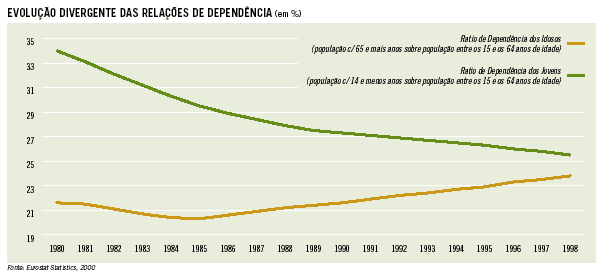 EVOLUÇÃO DIVERGENTE DAS RELAÇÕES DE DEPENDÊNCIA (em %)
35
33
31
29
27
25
23
21
19
Ratio de Dependência dos Idosos
(população c/ 65 e mais anos sobre população entre os 15 e os 64 anos de idade)
Ratio de Dependência dos Jovens
(população c/ 14 e menos anos sobre população entre os 15 e os 64 anos de idade)
1980 1981 1982 1983 1984 1985 1986 1987 1988 1989 1990 1991 1992 1993 1994 1995 1996 1997 1998
Fonte: Eurostat Statistics, 2000